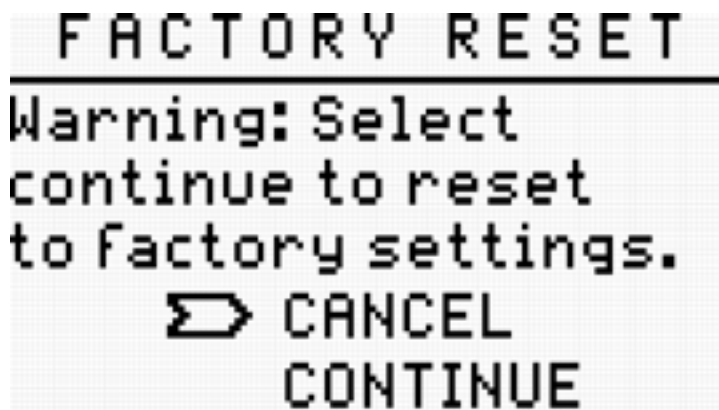 FACTORY RESET
Warning: Select
continue to reset
to factory settings.
CANCEL
CONTINUE